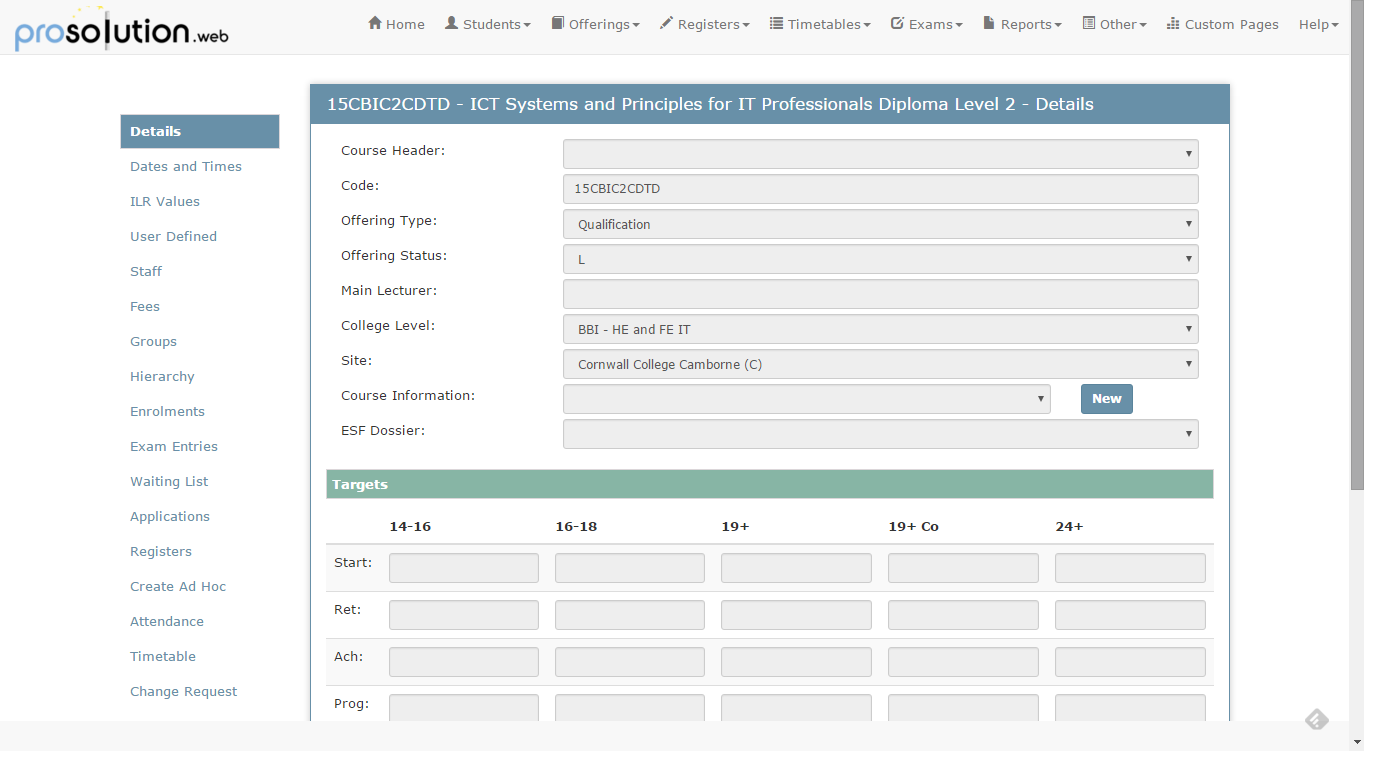 prosolution.web
Home Students Offerings Registers Timetables Exams Reports Other Custom Pages Help
Details
Dates and Times
ILR Values
User Defined
Staff
Fees
Groups
Hierarchy
Enrolments
Exam Entries
Waiting List
Applications
Registers
Create Ad Hoc
Attendance
Timetable
Change Request
15CBIC2CDTD - ICT Systems and Principles for IT Professionals Diploma Level 2 - Details
Course Header:
Code: 15CBIC2CDTD
Offering Type: Qualification
Offering Status: L
Main Lecturer:
College Level: BBI - HE and FE IT
Site: Cornwall College Camborne (C)
Course Information: New
ESF Dossier:
Targets
14-16 16-18 19+ 19+ Co 24+
Start:
Ret:
Ach:
Prog: